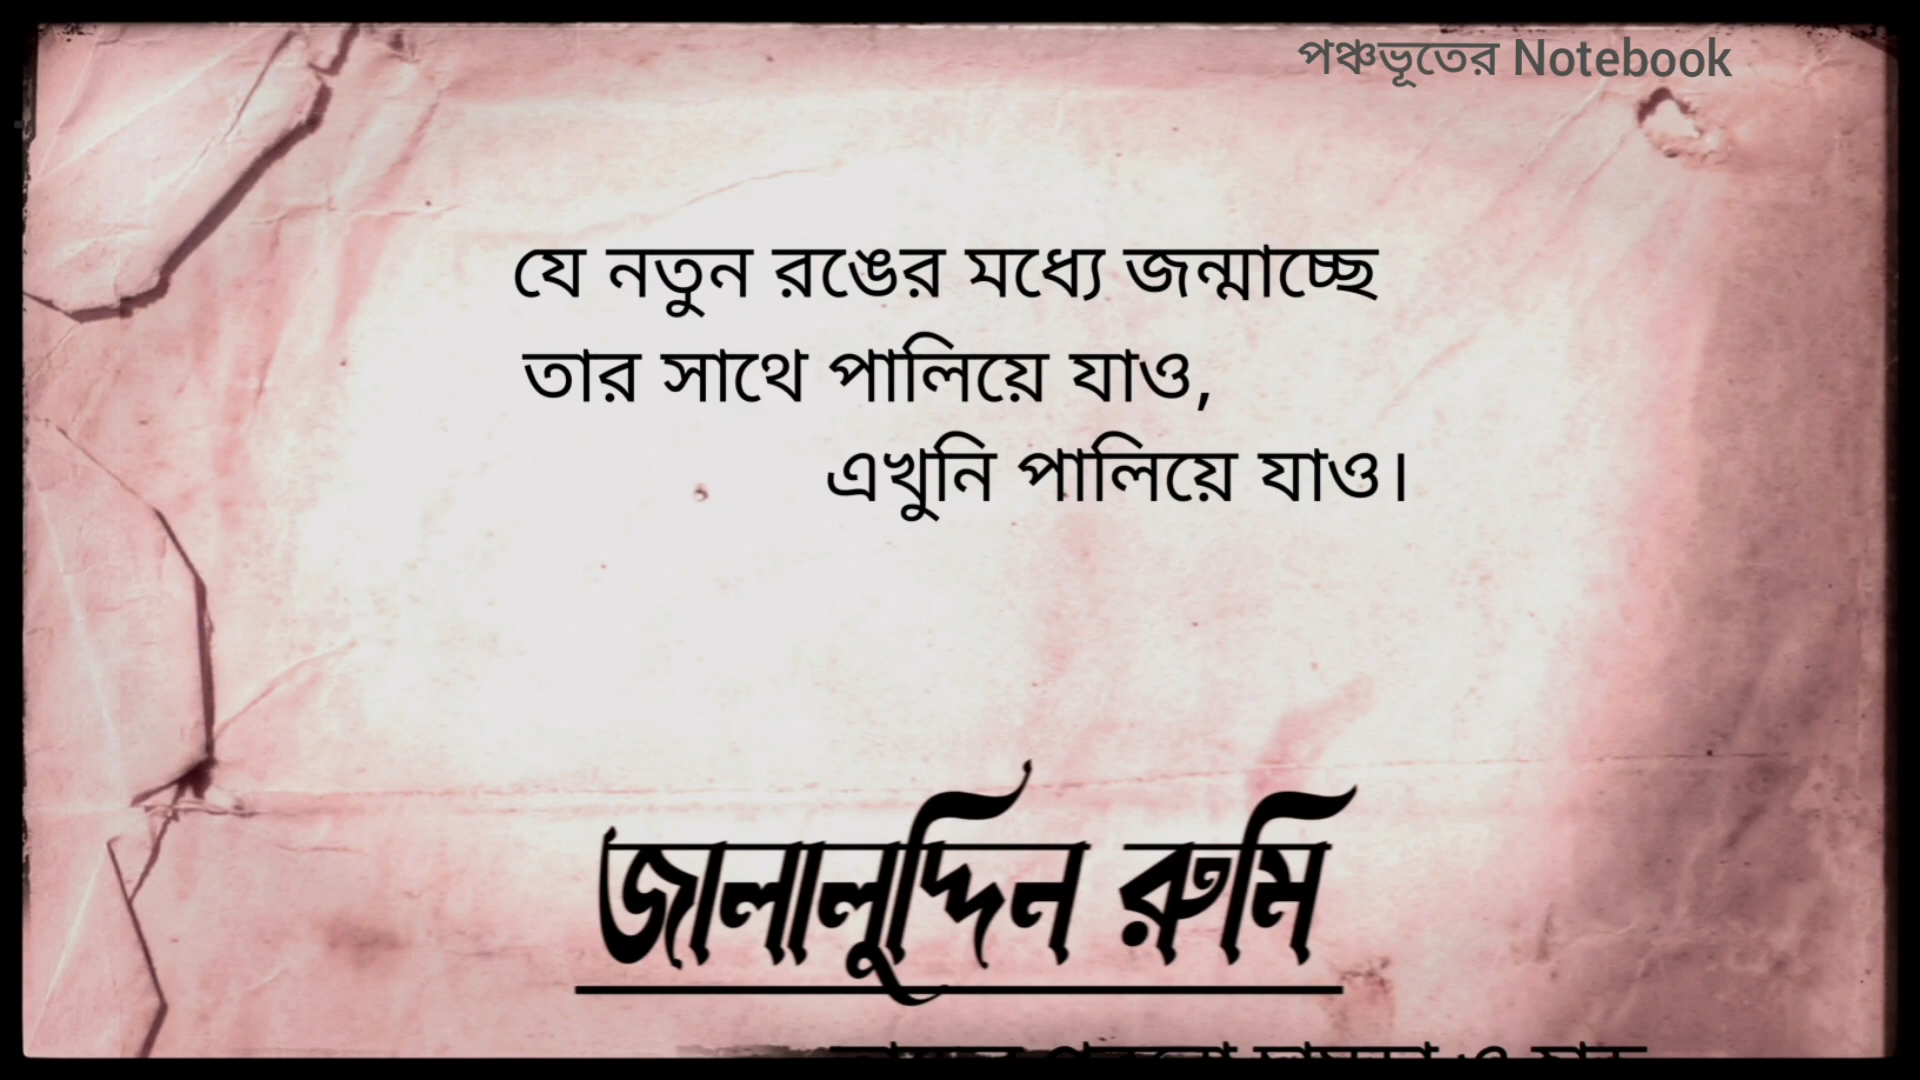 পঞ্চভূতের Notebook
যে নতুন রঙের মধ্যে জন্মাচ্ছে
তার সাথে পালিয়ে যাও,
এখুনি পালিয়ে যাও।
জালালুদ্দিন রুমি